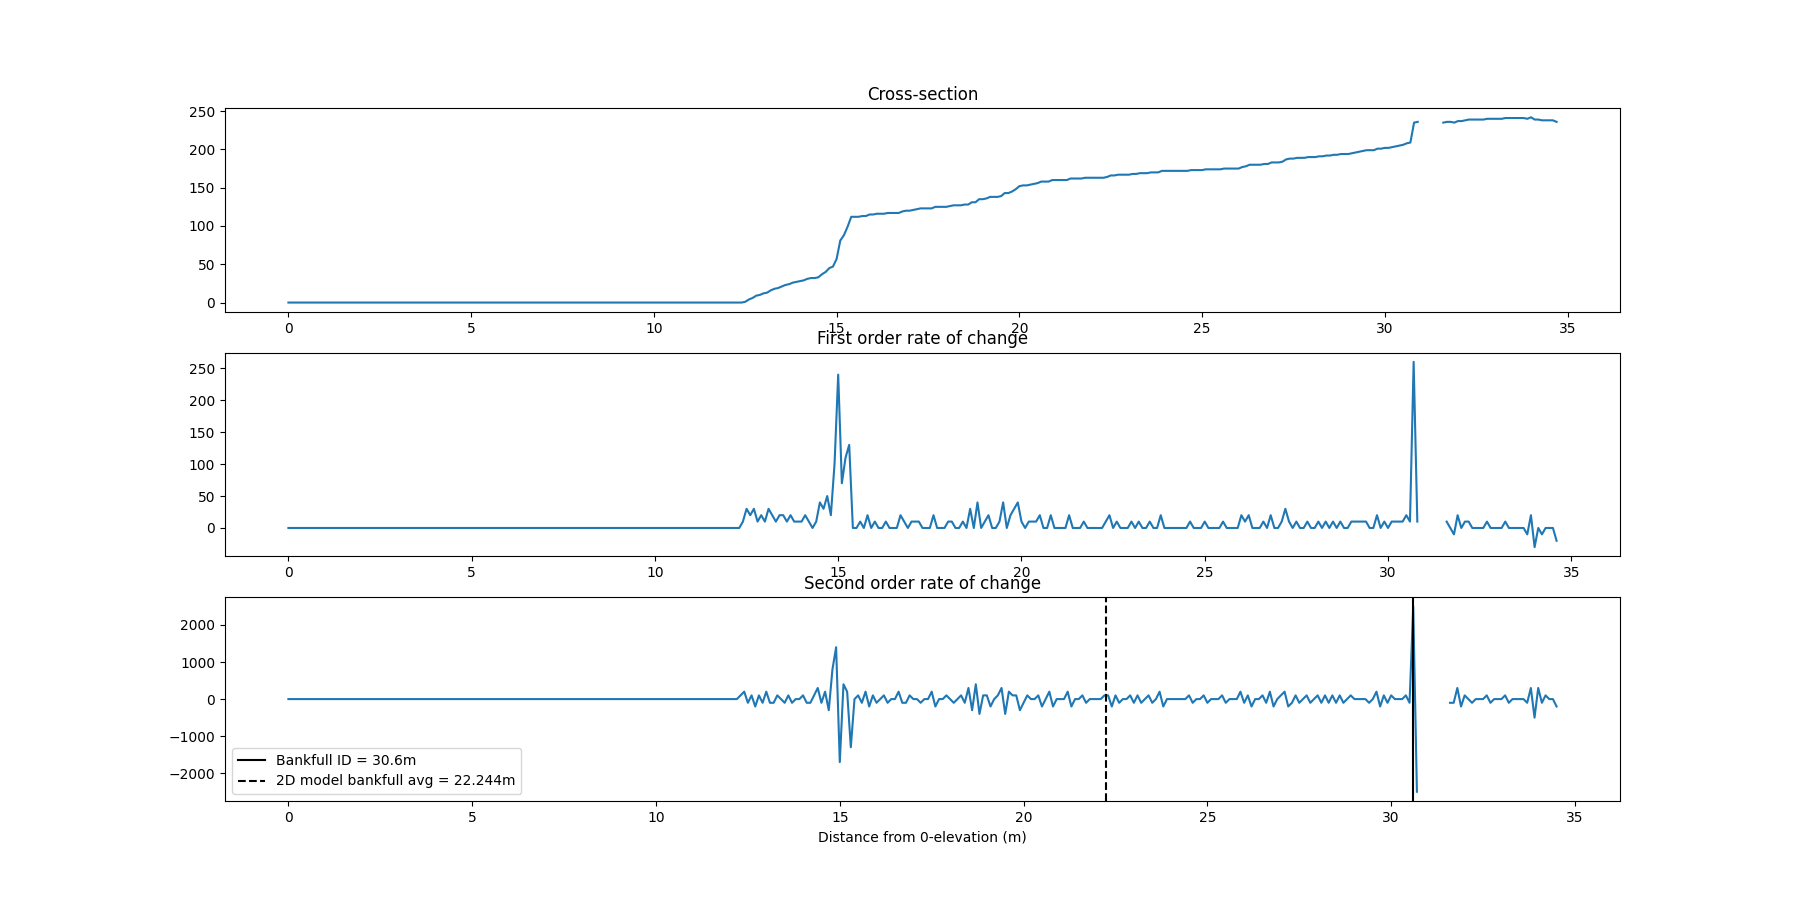 Cross-section
250
200
150
100
50
0
0 5 10 15 20 25 30 35
First order rate of change
250
200
150
100
50
0
0 5 10 15 20 25 30 35
Second order rate of change
2000
1000
0
−1000
−2000
Bankfull ID = 30.6m
2D model bankfull avg = 22.244m
0 5 10 15 20 25 30 35
Distance from 0-elevation (m)